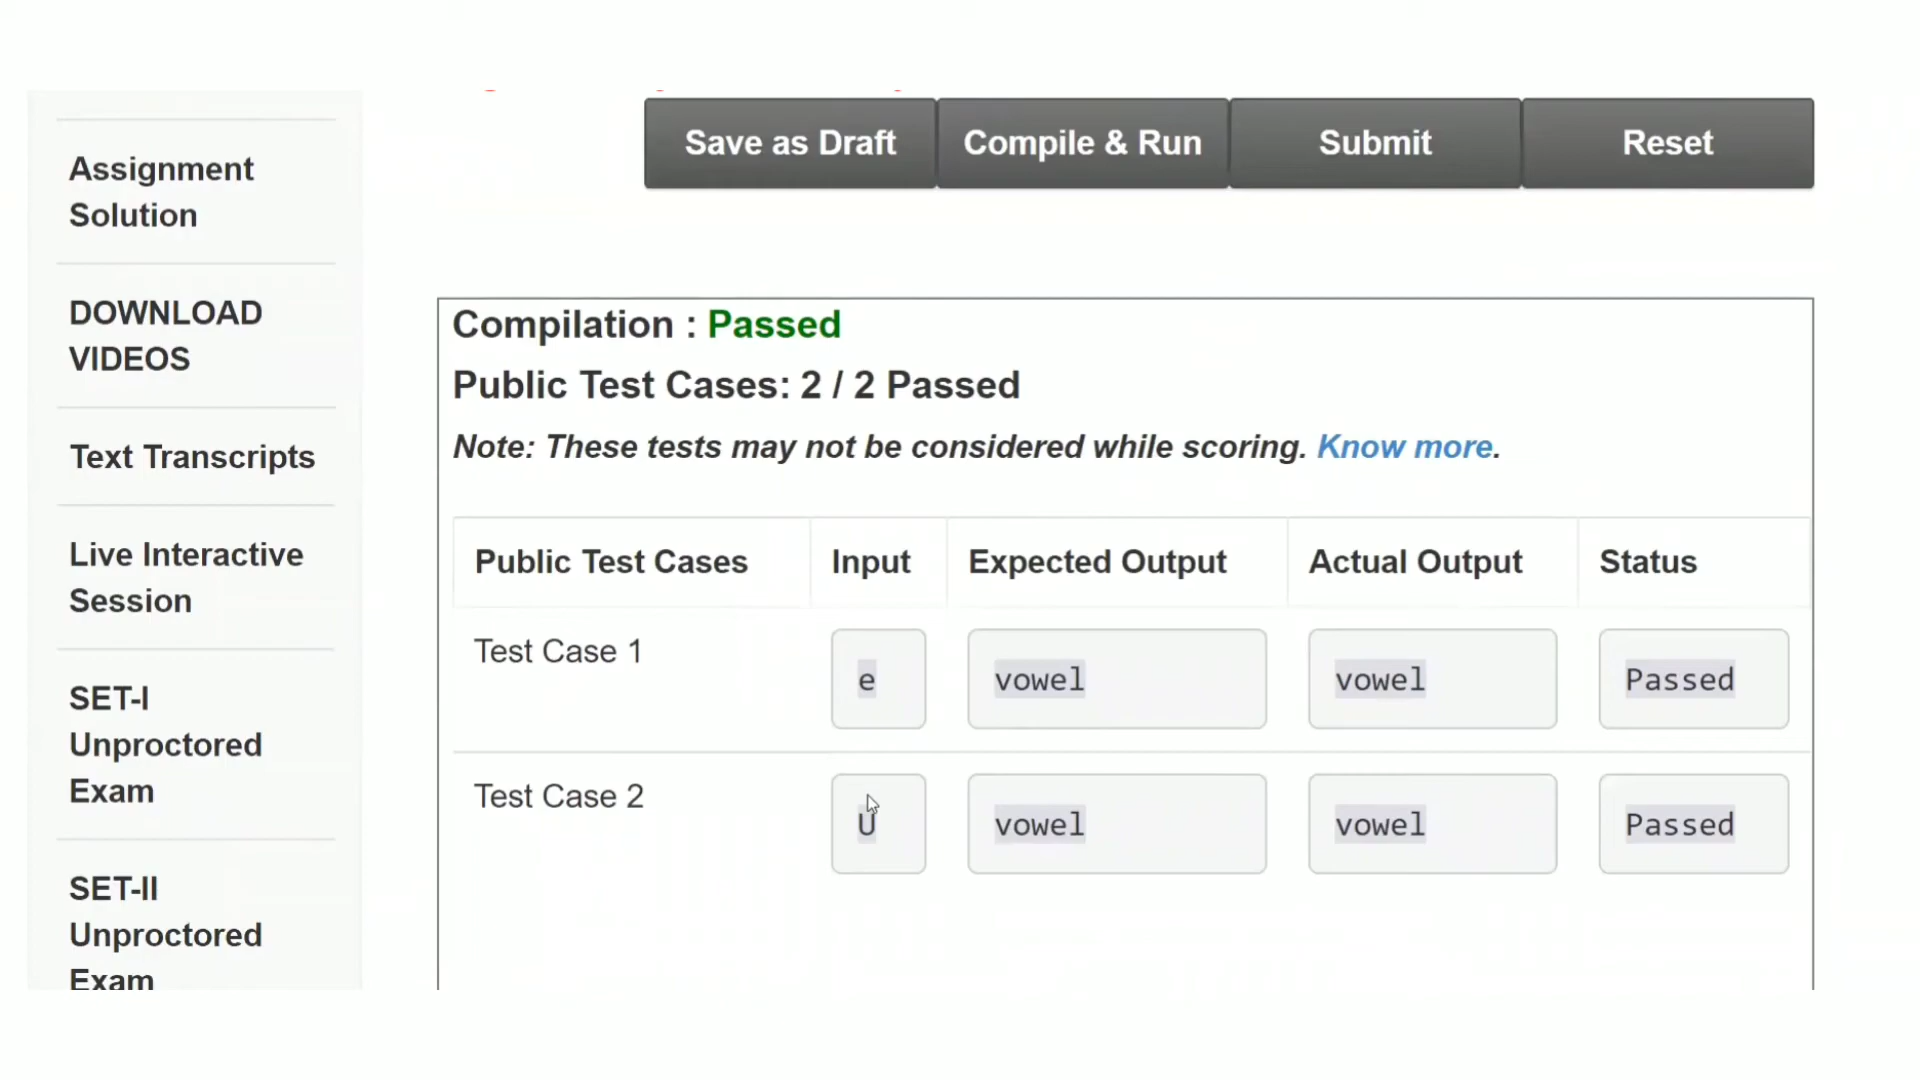 Assignment
Solution
DOWNLOAD
VIDEOS
Text Transcripts
Live Interactive
Session
SET-I
Unproctored
Exam
SET-II
Unproctored
Exam
Save as Draft Compile & Run Submit Reset
Compilation : Passed
Public Test Cases: 2 / 2 Passed
Note: These tests may not be considered while scoring. Know more.
Public Test Cases Input Expected Output Actual Output Status
Test Case 1 e vowel vowel Passed
Test Case 2 U vowel vowel Passed